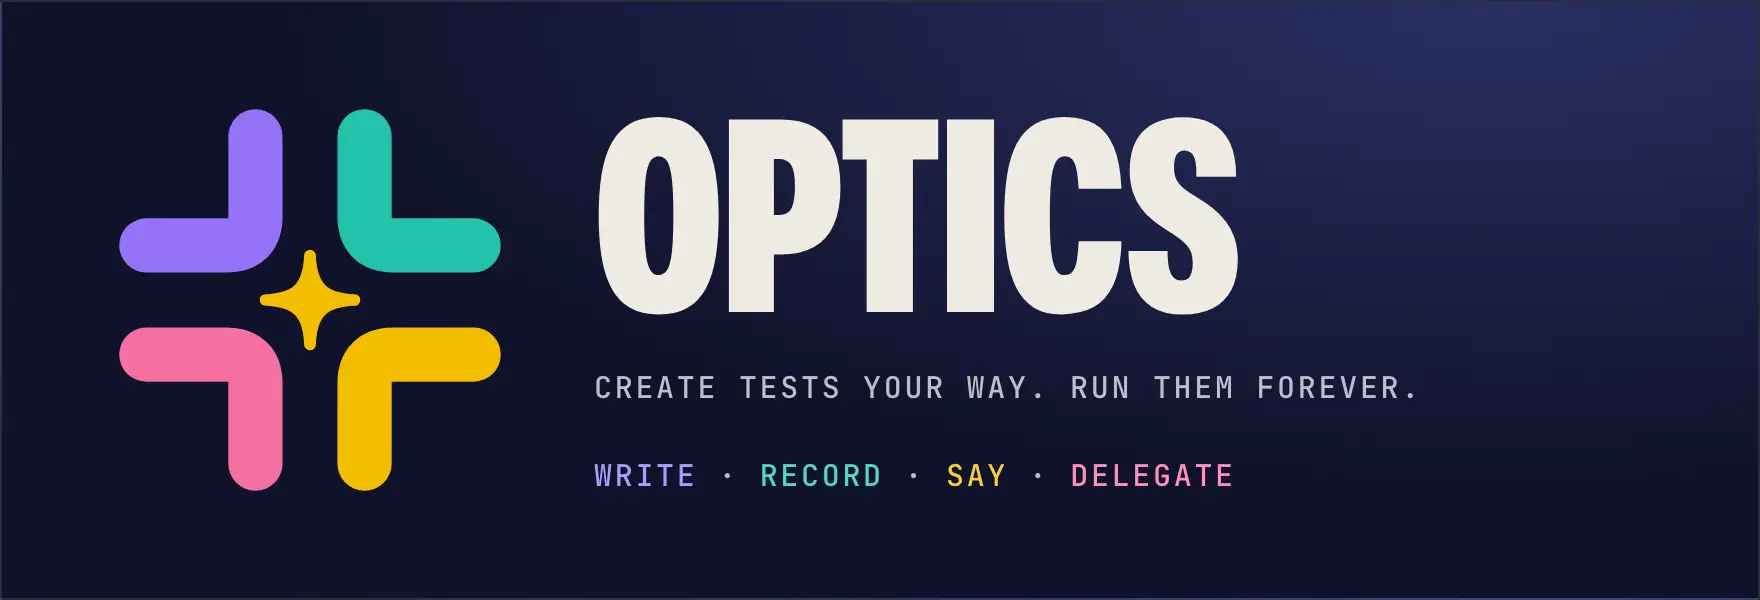 OPTICS
CREATE TESTS YOUR WAY. RUN THEM FOREVER.
WRITE · RECORD · SAY · DELEGATE